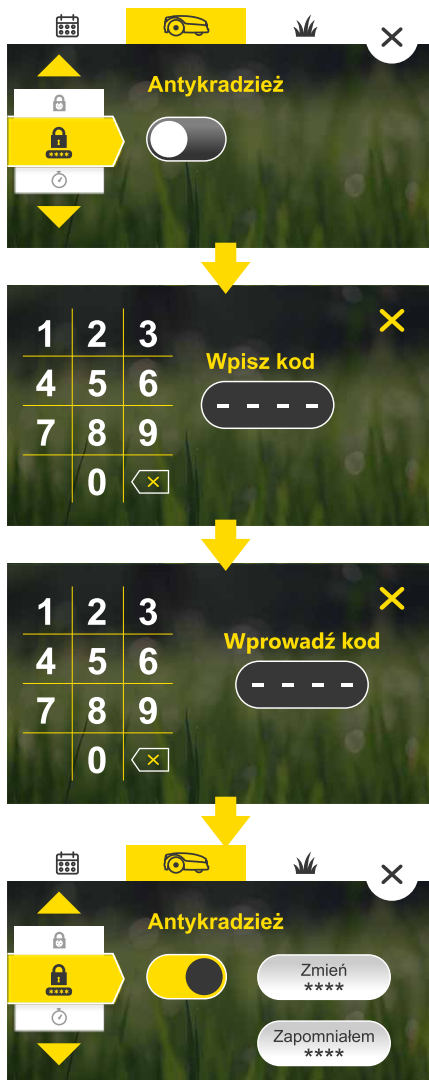 Antykradzież
****
1 2 3
4 5 6
7 8 9
0
Wpisz kod
- - - -
1 2 3
4 5 6
7 8 9
0
Wprowadź kod
- - - -
Antykradzież
****
Zmień
****
Zapomniałem
****